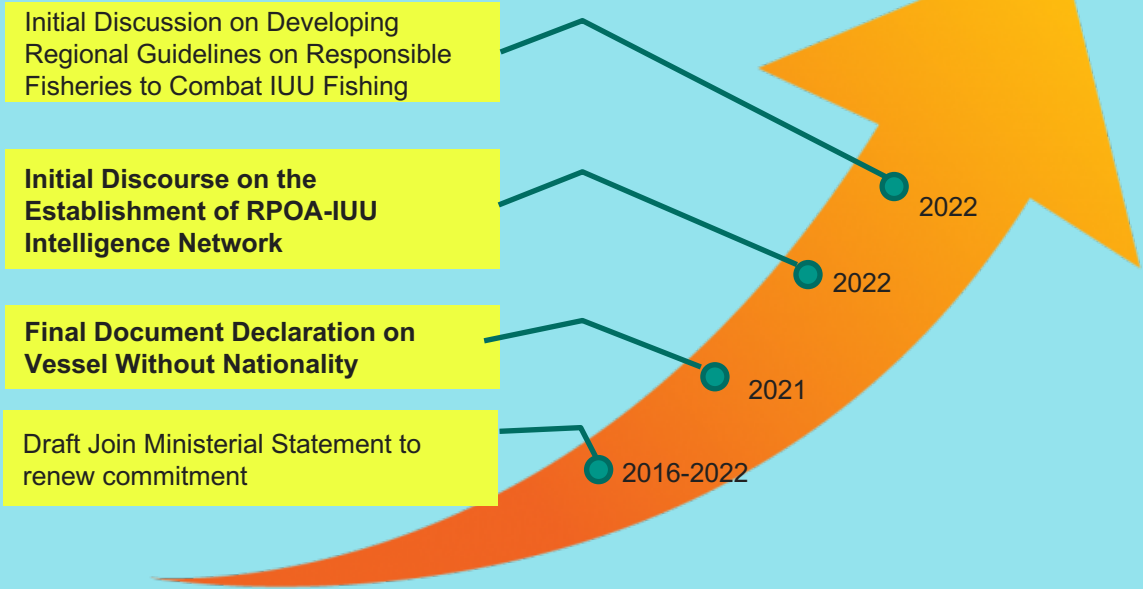 Initial Discussion on Developing
Regional Guidelines on Responsible
Fisheries to Combat IUU Fishing
2022
Initial Discourse on the
Establishment of RPOA-IUU
Intelligence Network
2022
Final Document Declaration on
Vessel Without Nationality
2021
Draft Join Ministerial Statement to
renew commitment
2016-2022